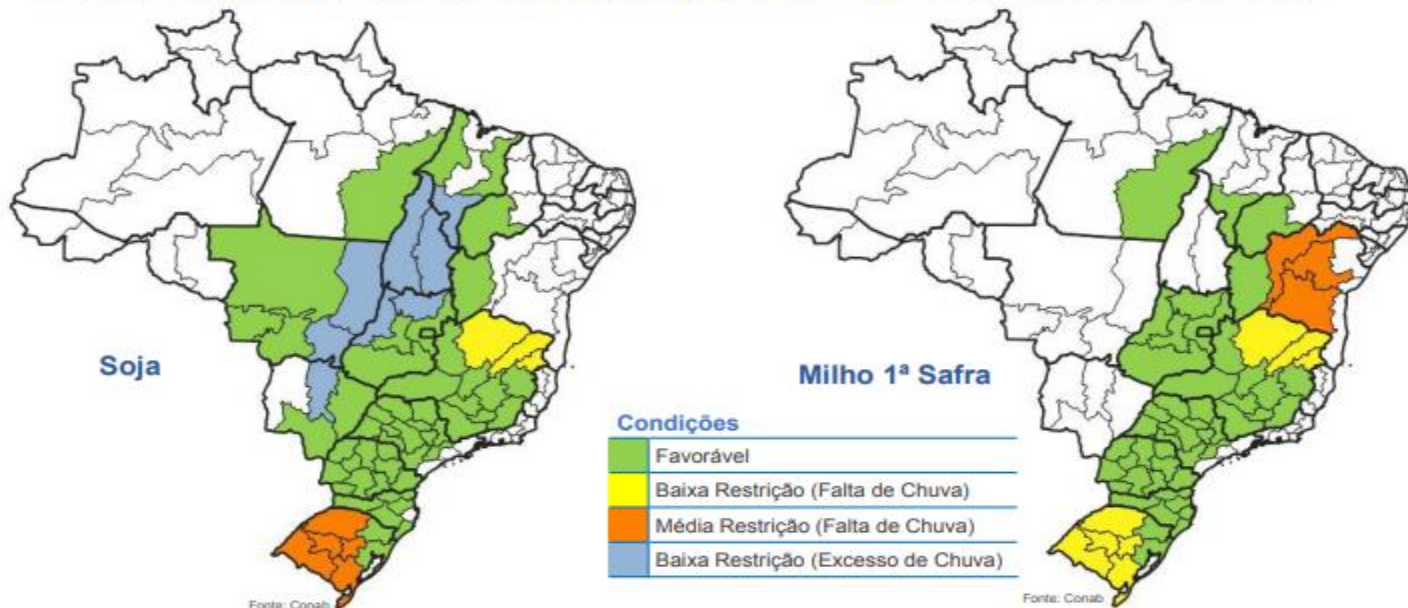 Soja
Milho 1ª Safra
Condições
Favorável
Baixa Restrição (Falta de Chuva)
Média Restrição (Falta de Chuva)
Baixa Restrição (Excesso de Chuva)
Fonte: Conab
Fonte: Conab